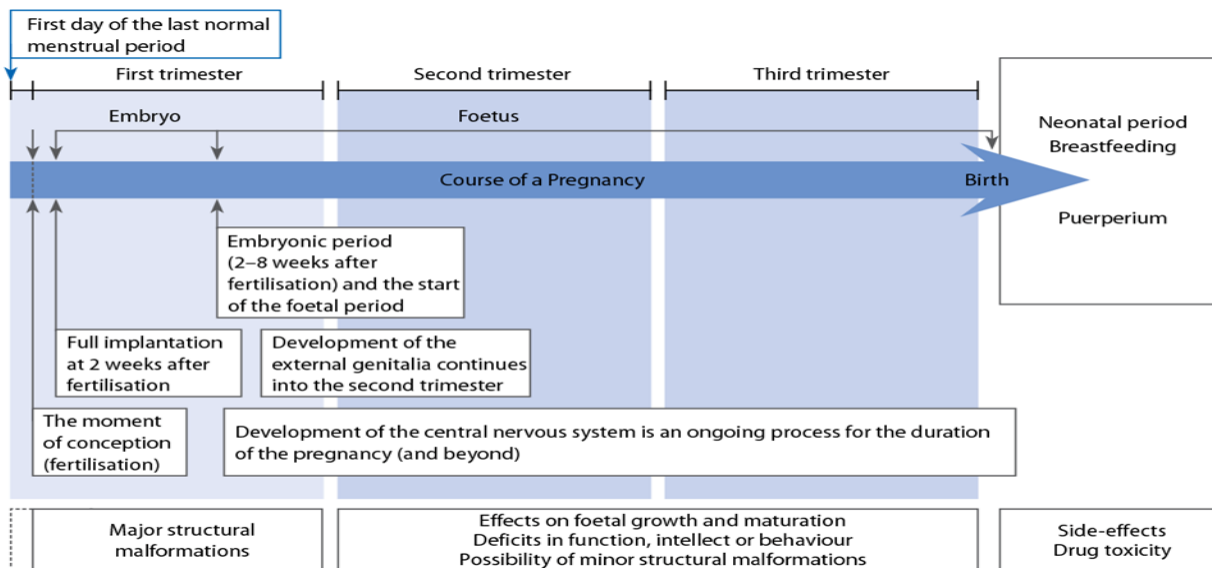 First day of the last normal
menstrual period
First trimester
Second trimester
Third trimester
Embryo
Foetus
Neonatal period
Breastfeeding
Course of a Pregnancy
Birth
Puerperium
Embryonic period
(2–8 weeks after
fertilisation) and the start
of the foetal period
Full implantation
at 2 weeks after
fertilisation
Development of the
external genitalia continues
into the second trimester
The moment
of conception
(fertilisation)
Development of the central nervous system is an ongoing process for the duration
of the pregnancy (and beyond)
Major structural
malformations
Effects on foetal growth and maturation
Deficits in function, intellect or behaviour
Possibility of minor structural malformations
Side-effects
Drug toxicity